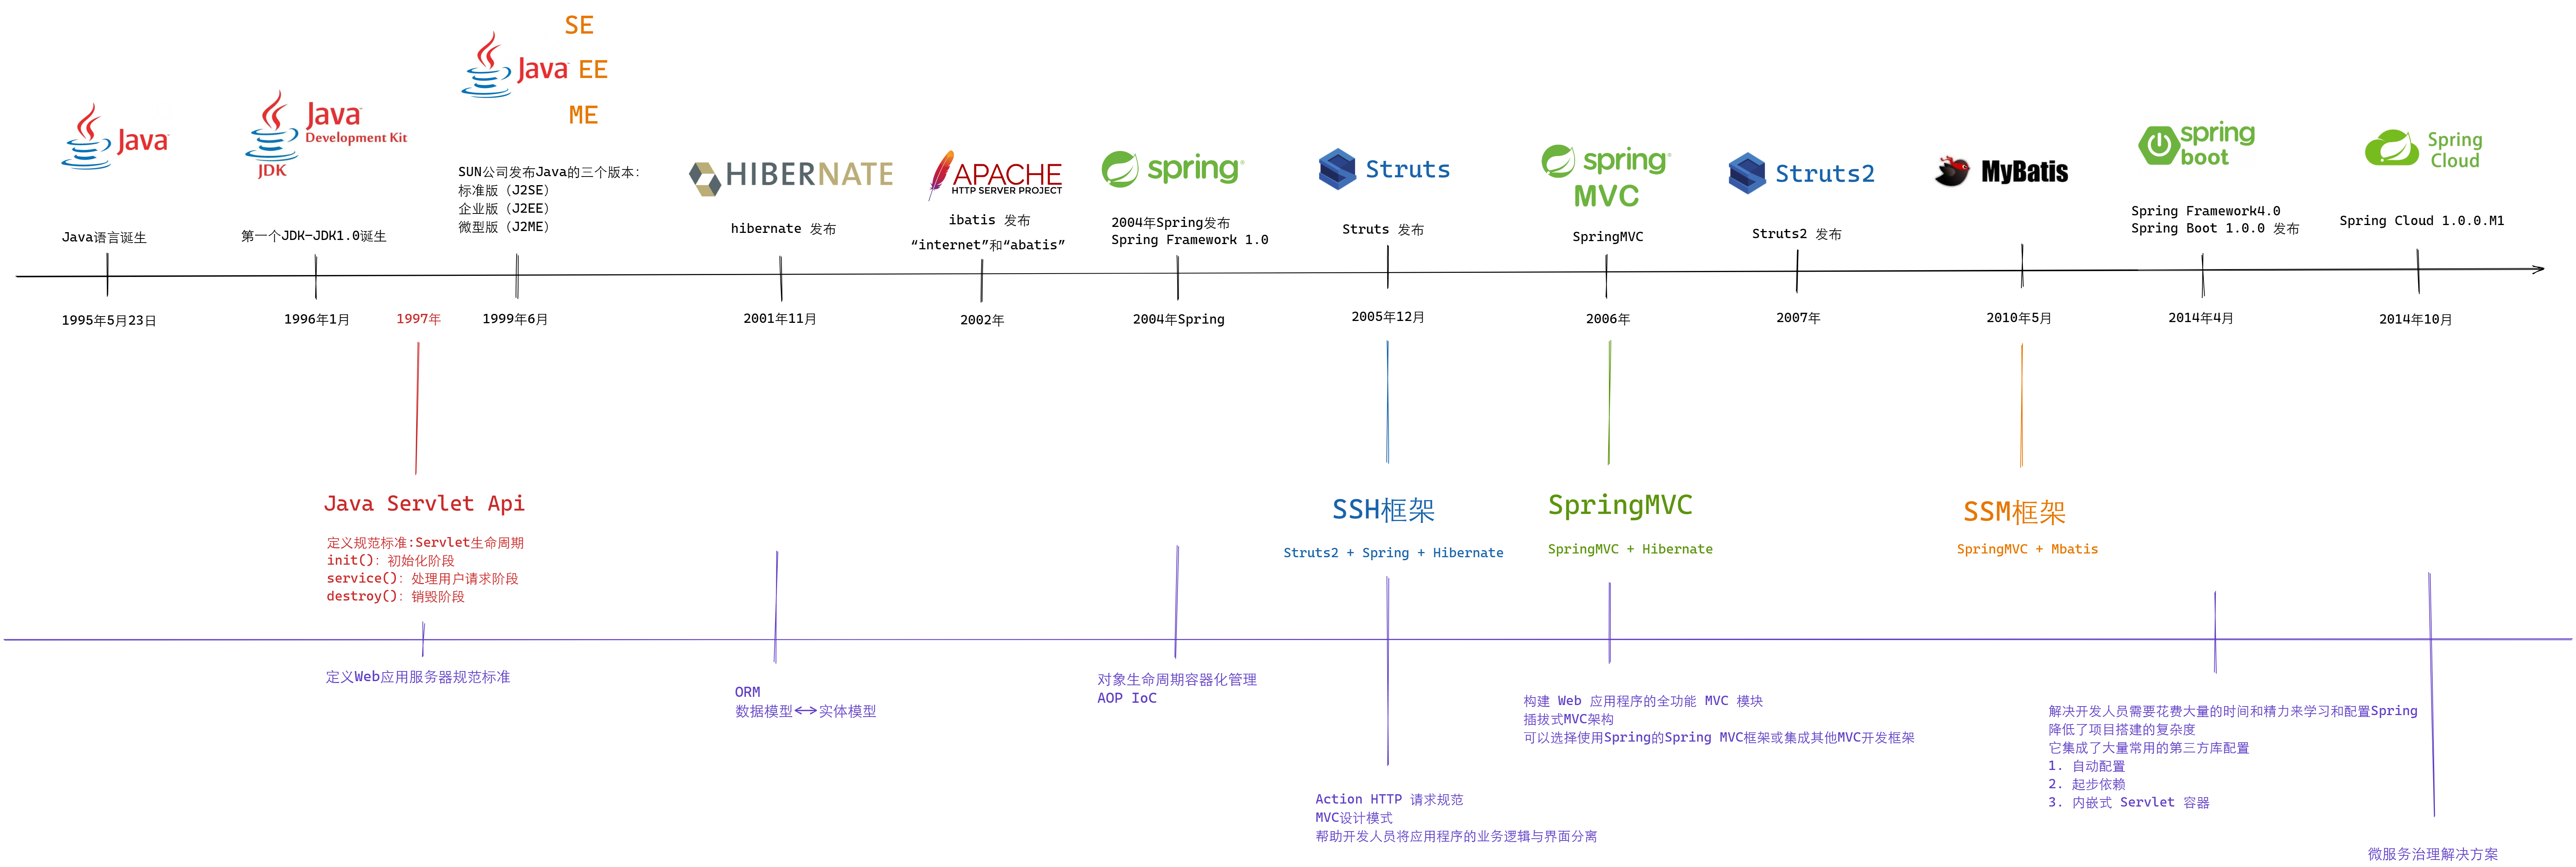 SE
Java EE
ME
Java
Java
Development Kit
JDK
SUN公司发布Java的三个版本:
标准版（J2SE）
企业版（J2EE）
微型版（J2ME）
HIBERNATE
APACHE
HTTP SERVER PROJECT
spring
Struts
spring
MVC
Struts2
MyBatis
spring
boot
Spring
Cloud
Java语言诞生
第一个JDK-JDK1.0诞生
hibernate 发布
ibatis 发布
“internet”和“abatis”
2004年Spring发布
Spring Framework 1.0
Struts 发布
SpringMVC
Struts2 发布
Spring Framework4.0
Spring Boot 1.0.0 发布
Spring Cloud 1.0.0.M1
1995年5月23日
1996年1月
1997年
1999年6月
2001年11月
2002年
2004年Spring
2005年12月
2006年
2007年
2010年5月
2014年4月
2014年10月
Java Servlet Api
定义规范标准:Servlet生命周期
init(): 初始化阶段
service(): 处理用户请求阶段
destroy(): 销毁阶段
SSH框架
Struts2 + Spring + Hibernate
SpringMVC
SpringMVC + Hibernate
SSM框架
SpringMVC + Mbatis
定义Web应用服务器规范标准
ORM
数据模型<->实体模型
对象生命周期容器化管理
AOP IoC
Action HTTP 请求规范
MVC设计模式
帮助开发人员将应用程序的业务逻辑与界面分离
构建 Web 应用程序的全功能 MVC 模块
插拔式MVC架构
可以选择使用Spring的Spring MVC框架或集成其他MVC开发框架
解决开发人员需要花费大量的时间和精力来学习和配置Spring
降低了项目搭建的复杂度
它集成了大量常用的第三方库配置
1. 自动配置
2. 起步依赖
3. 内嵌式 Servlet 容器
微服务治理解决方案